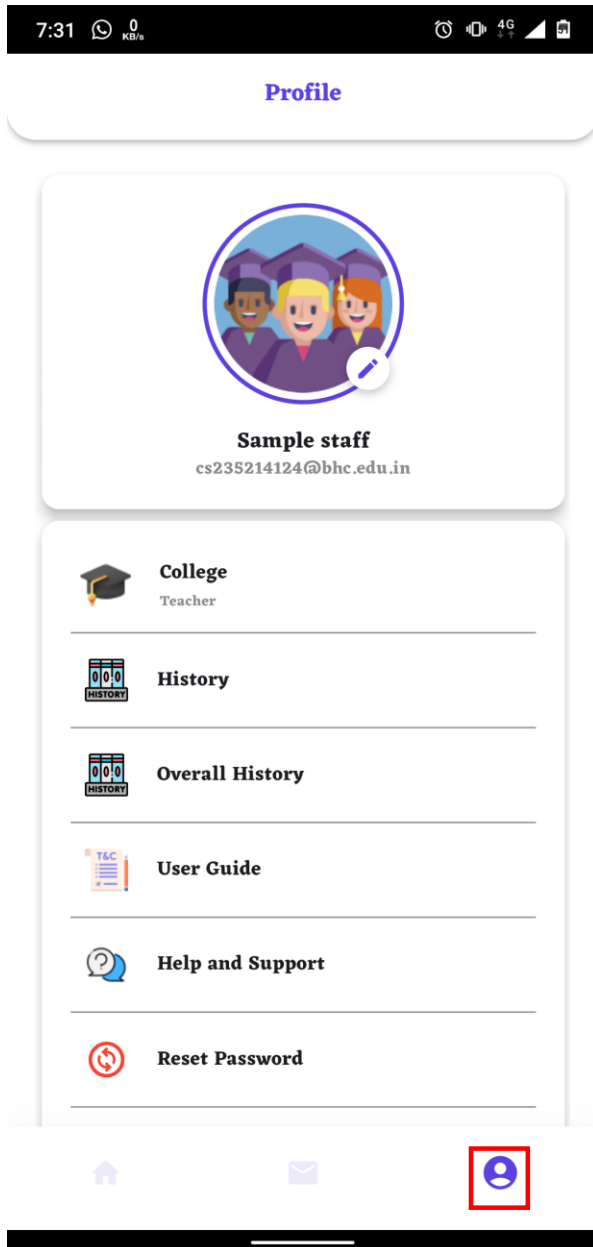 7:31 0 KB/s 4G
Profile
Sample staff
cs235214124@bhc.edu.in
College
Teacher
HISTORY
History
HISTORY
Overall History
T&C
User Guide
Help and Support
Reset Password